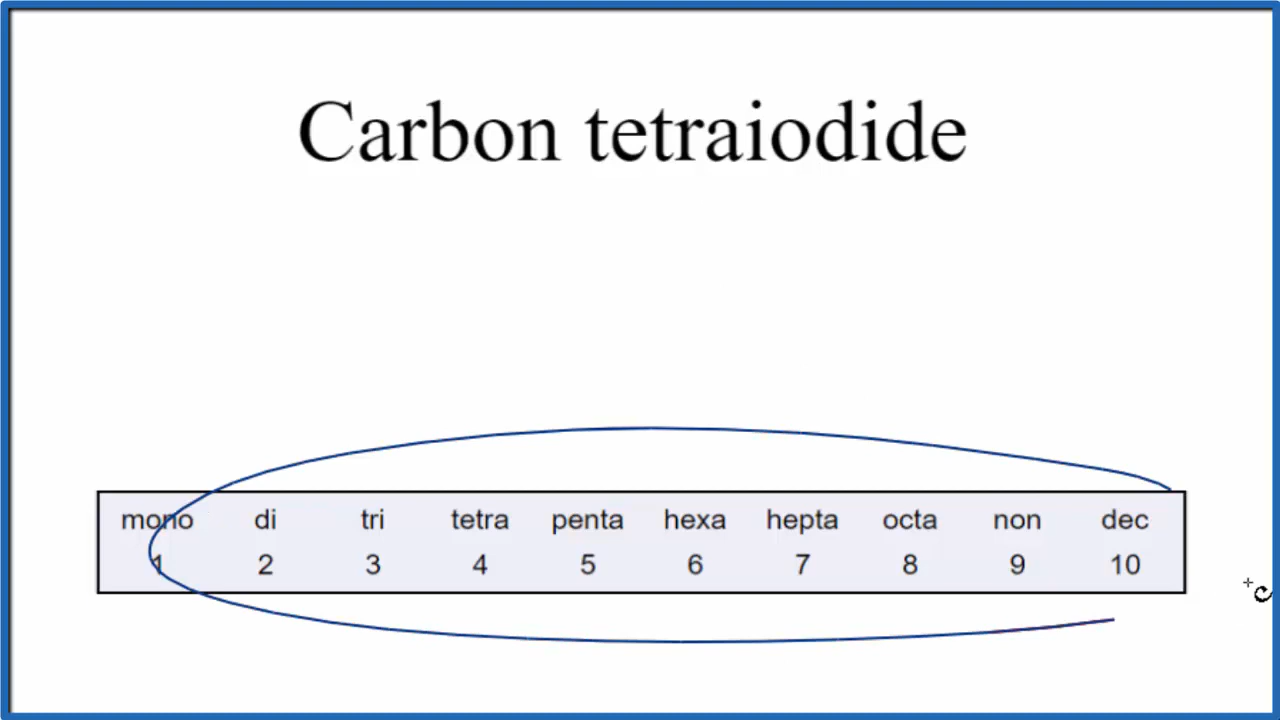 Carbon tetraiodide
mono di tri tetra penta hexa hepta octa non dec
1 2 3 4 5 6 7 8 9 10